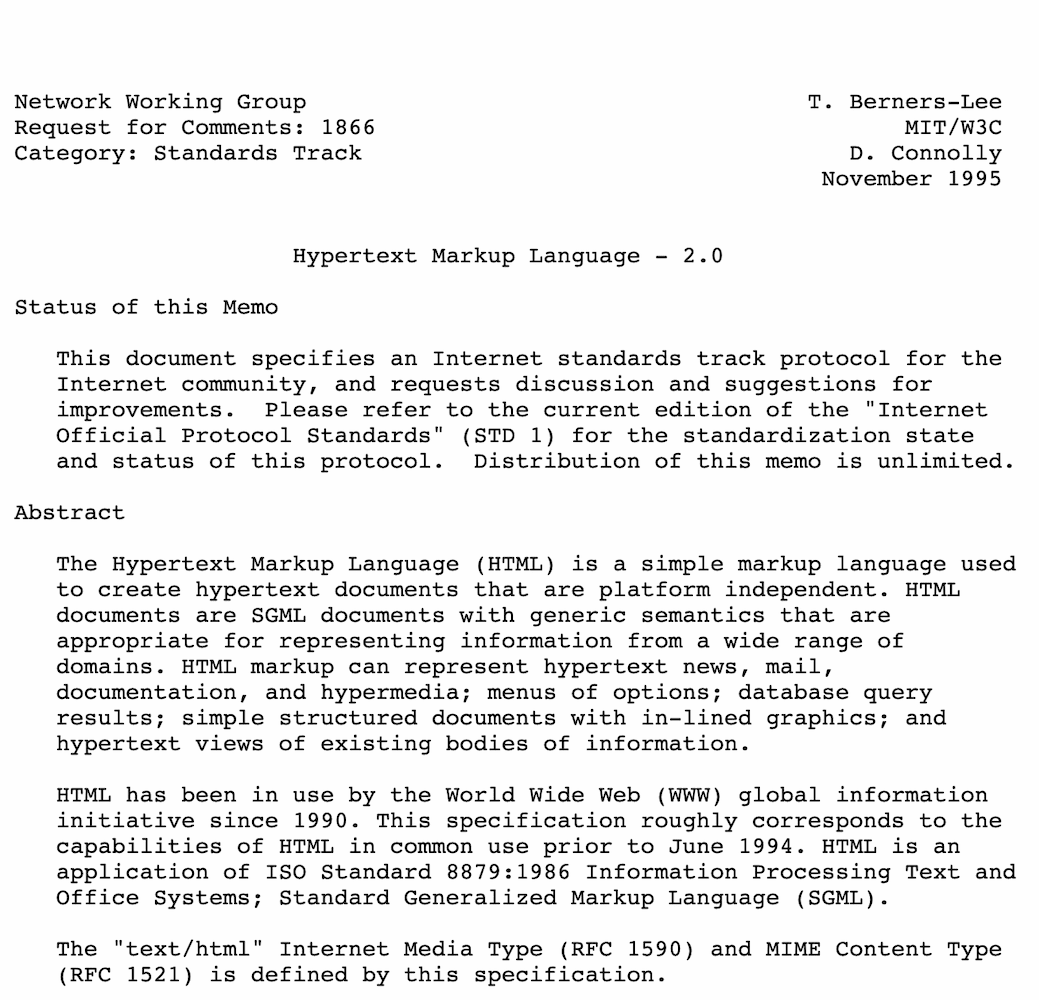 Network Working Group T. Berners-Lee
Request for Comments: 1866 MIT/W3C
Category: Standards Track D. Connolly
November 1995
Hypertext Markup Language - 2.0
Status of this Memo
This document specifies an Internet standards track protocol for the
Internet community, and requests discussion and suggestions for
improvements.  Please refer to the current edition of the "Internet
Official Protocol Standards" (STD 1) for the standardization state
and status of this protocol.  Distribution of this memo is unlimited.
Abstract
The Hypertext Markup Language (HTML) is a simple markup language used
to create hypertext documents that are platform independent. HTML
documents are SGML documents with generic semantics that are
appropriate for representing information from a wide range of
domains. HTML markup can represent hypertext news, mail,
documentation, and hypermedia; menus of options; database query
results; simple structured documents with in-lined graphics; and
hypertext views of existing bodies of information.
HTML has been in use by the World Wide Web (WWW) global information
initiative since 1990. This specification roughly corresponds to the
capabilities of HTML in common use prior to June 1994. HTML is an
application of ISO Standard 8879:1986 Information Processing Text and
Office Systems; Standard Generalized Markup Language (SGML).
The "text/html" Internet Media Type (RFC 1590) and MIME Content Type
(RFC 1521) is defined by this specification.